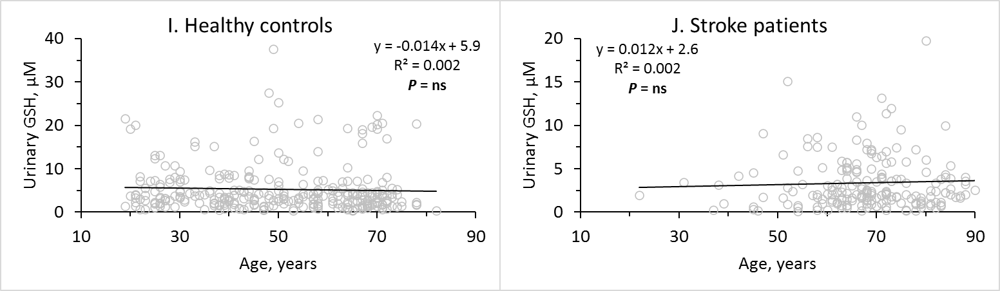 I. Healthy controls
y = -0.014x + 5.9
R² = 0.002
P = ns
Urinary GSH, µM
40
30
20
10
0
10
30
50
70
90
Age, years
J. Stroke patients
y = 0.012x + 2.6
R² = 0.002
P = ns
Urinary GSH, µM
20
15
10
5
0
10
30
50
70
90
Age, years